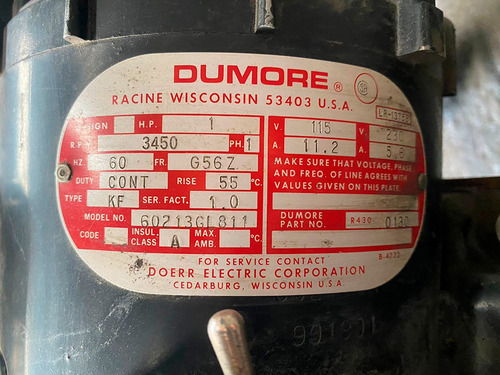 DUMORE ®
RACINE WISCONSIN 53403 U.S.A.
H.P. 1
3450 PH. 1
HZ 60 FR. G56Z
DUTY CONT RISE 55 °C.
TYPE KF SER. FACT. 1.0
MODEL NO. 60213GL811
CODE INSUL. CLASS A MAX. AMB. °C.
V. 115 V. 230
A. 11.2 A.
MAKE SURE THAT VOLTAGE, PHASE
AND FREQ. OF LINE AGREES WITH
VALUES GIVEN ON THIS PLATE.
DUMORE
PART NO. R430- 0130
B-4722
FOR SERVICE CONTACT
DOERR ELECTRIC CORPORATION
CEDARBURG, WISCONSIN U.S.A.